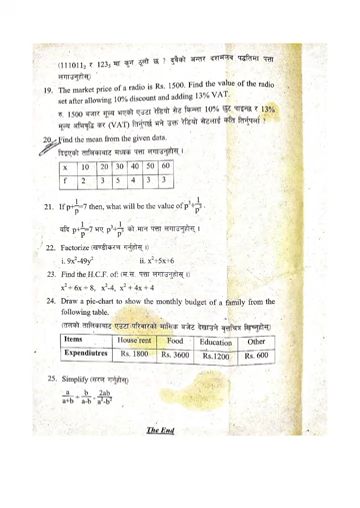 (111011₂ र 123₅ मा कुन ठूलो छ ? दुवैको अन्तर दशमलव पद्धतिमा पत्ता
लगाउनुहोस्)
19. The market price of a radio is Rs. 1500. Find the value of the radio
set after allowing 10% discount and adding 13% VAT.
रु. 1500 बजार मूल्य भएको एउटा रेडियो सेट किन्दा 10% छुट पाइन्छ र 13%
मूल्य अभिवृद्धि कर (VAT) तिर्नुपर्छ भने उक्त रेडियो सेटलाई कति तिर्नुपर्ला ?
20. Find the mean from the given data.
दिइएको तालिकाबाट मध्यक पत्ता लगाउनुहोस् ।
x 10 20 30 40 50 60
f 2 3 5 4 3 3
21. If p+1/p=7 then, what will be the value of p³+1/p³.
यदि p+1/p=7 भए p³+1/p³ को मान पत्ता लगाउनुहोस् ।
22. Factorize (खण्डीकरण गर्नुहोस् ।)
i. 9x²-49y² ii. x²+5x+6
23. Find the H.C.F. of: (म.स. पत्ता लगाउनुहोस् ।)
x² + 6x + 8, x²-4, x² + 4x + 4
24. Draw a pie-chart to show the monthly budget of a family from the
following table.
(तलको तालिकाबाट एउटा परिवारको मासिक बजेट देखाउने वृत्तचित्र खिच्नुहोस्)
Items House rent Food Education Other
Expendiutres Rs. 1800 Rs. 3600 Rs.1200 Rs. 600
25. Simplify (सरल गर्नुहोस्)
a/a+b + b/a-b - 2ab/a²-b²
The End